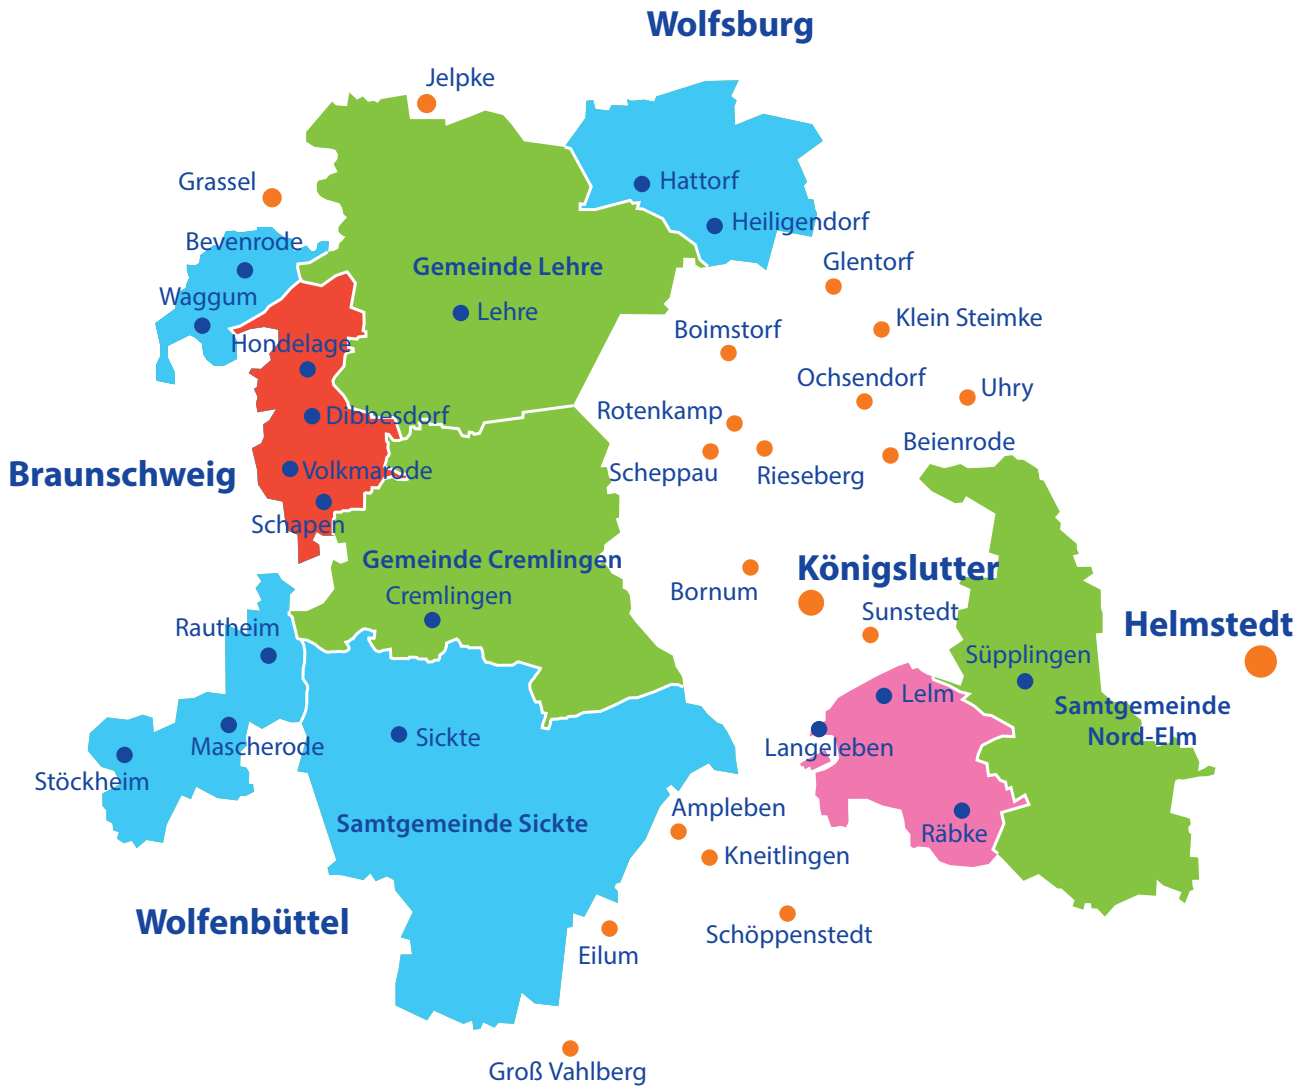 Wolfsburg
Jelpke
Grassel
Hattorf
Heiligendorf
Bevenrode
Glentorf
Gemeinde Lehre
Waggum
Lehre
Klein Steimke
Boimstorf
Hondelage
Ochsendorf
Uhry
Rotenkamp
Dibbesdorf
Beienrode
Braunschweig
Volkmarode
Scheppau
Rieseberg
Schapen
Gemeinde Cremlingen
Königslutter
Bornum
Cremlingen
Sunstedt
Helmstedt
Rautheim
Süpplingen
Lelm
Samtgemeinde
Nord-Elm
Sickte
Mascherode
Langeleben
Stöckheim
Ampleben
Samtgemeinde Sickte
Räbke
Kneitlingen
Wolfenbüttel
Schöppenstedt
Eilum
Groß Vahlberg